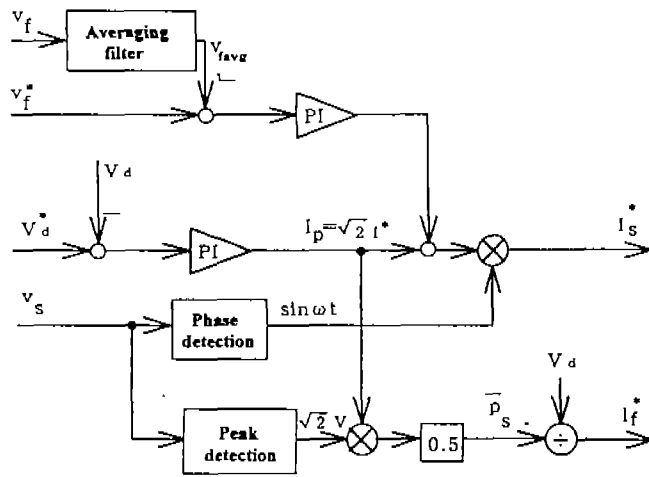 v_f
Averaging filter
v_favg
v_f*
PI
V_d
V_d*
PI
I_p=√2 I*
I_s*
v_s
Phase detection
sin ωt
V_d
Peak detection
√2 V
0.5
p̅_s
÷
I_f*